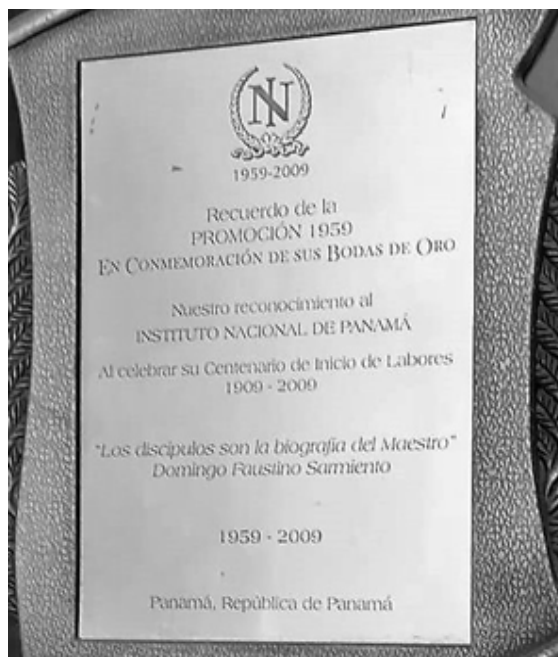 IN
1959-2009
Recuerdo de la
PROMOCIÓN 1959
EN CONMEMORACIÓN DE SUS BODAS DE ORO
Nuestro reconocimiento al
INSTITUTO NACIONAL DE PANAMÁ
Al celebrar su Centenario de Inicio de Labores
1909 - 2009
"Los discípulos son la biografía del Maestro"
Domingo Faustino Sarmiento
1959 - 2009
Panamá, República de Panamá